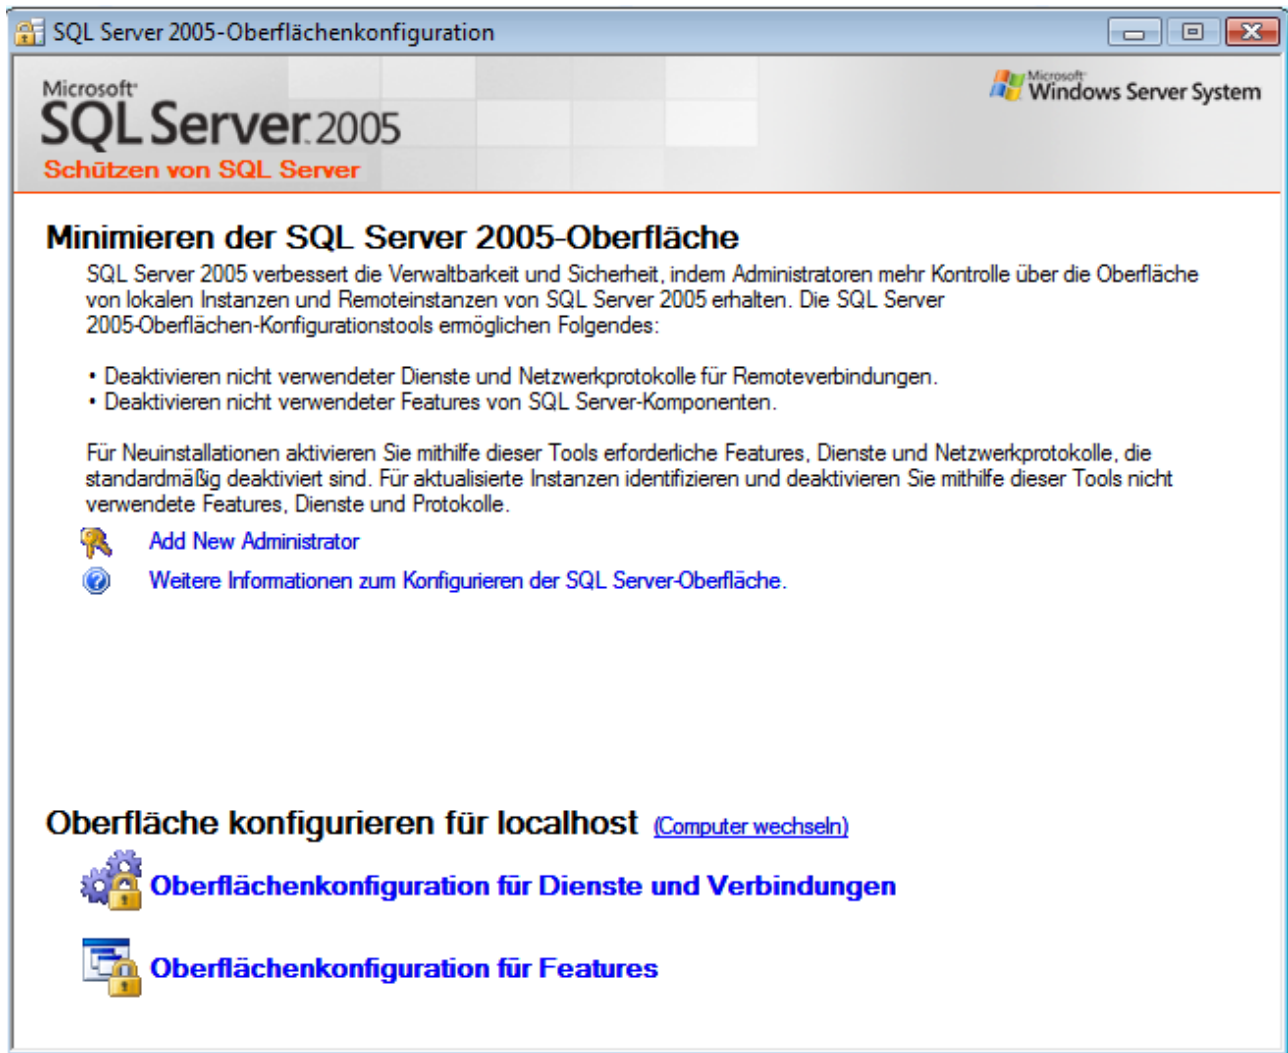 SQL Server 2005-Oberflächenkonfiguration
Microsoft
SQL Server 2005
Schützen von SQL Server
Microsoft
Windows Server System
Minimieren der SQL Server 2005-Oberfläche
SQL Server 2005 verbessert die Verwaltbarkeit und Sicherheit, indem Administratoren mehr Kontrolle über die Oberfläche
von lokalen Instanzen und Remoteinstanzen von SQL Server 2005 erhalten. Die SQL Server
2005-Oberflächen-Konfigurationstools ermöglichen Folgendes:
• Deaktivieren nicht verwendeter Dienste und Netzwerkprotokolle für Remoteverbindungen.
• Deaktivieren nicht verwendeter Features von SQL Server-Komponenten.
Für Neuinstallationen aktivieren Sie mithilfe dieser Tools erforderliche Features, Dienste und Netzwerkprotokolle, die
standardmäßig deaktiviert sind. Für aktualisierte Instanzen identifizieren und deaktivieren Sie mithilfe dieser Tools nicht
verwendete Features, Dienste und Protokolle.
Add New Administrator
Weitere Informationen zum Konfigurieren der SQL Server-Oberfläche.
Oberfläche konfigurieren für localhost (Computer wechseln)
Oberflächenkonfiguration für Dienste und Verbindungen
Oberflächenkonfiguration für Features